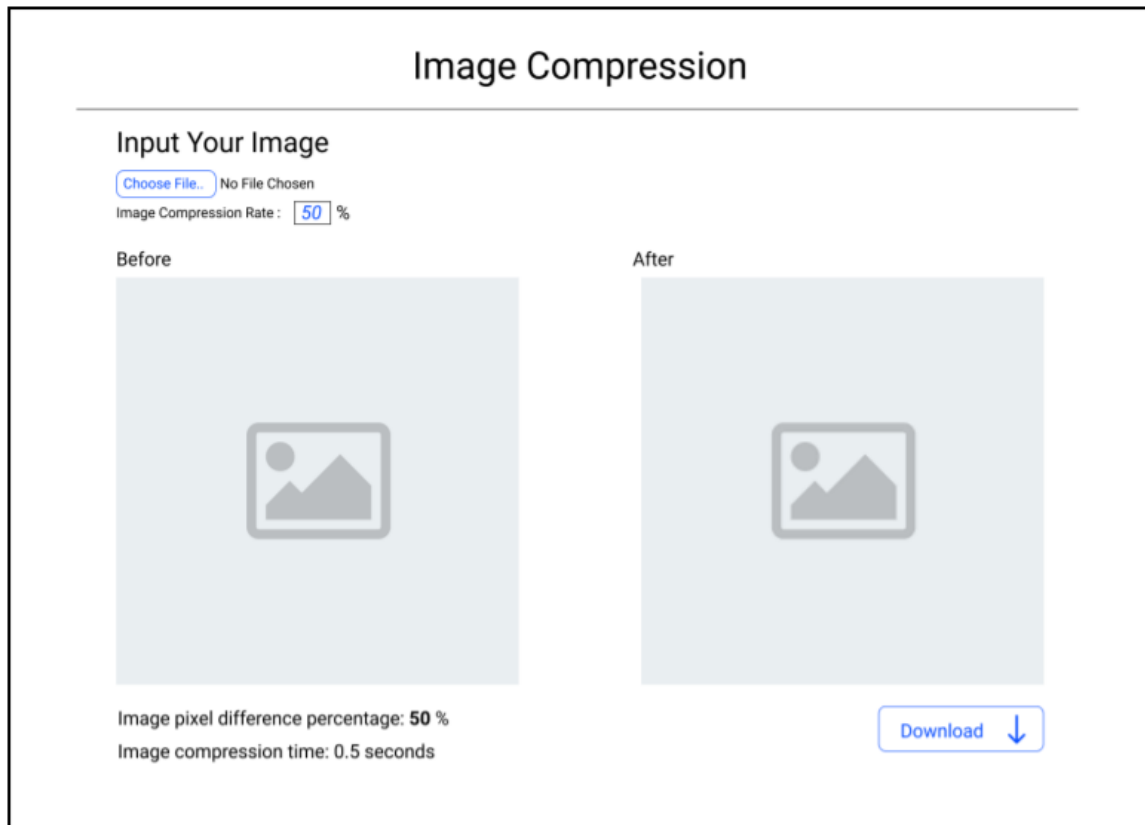 Image Compression
Input Your Image
Choose File.. No File Chosen
Image Compression Rate : 50 %
Before
After
Image pixel difference percentage: 50 %
Image compression time: 0.5 seconds
Download